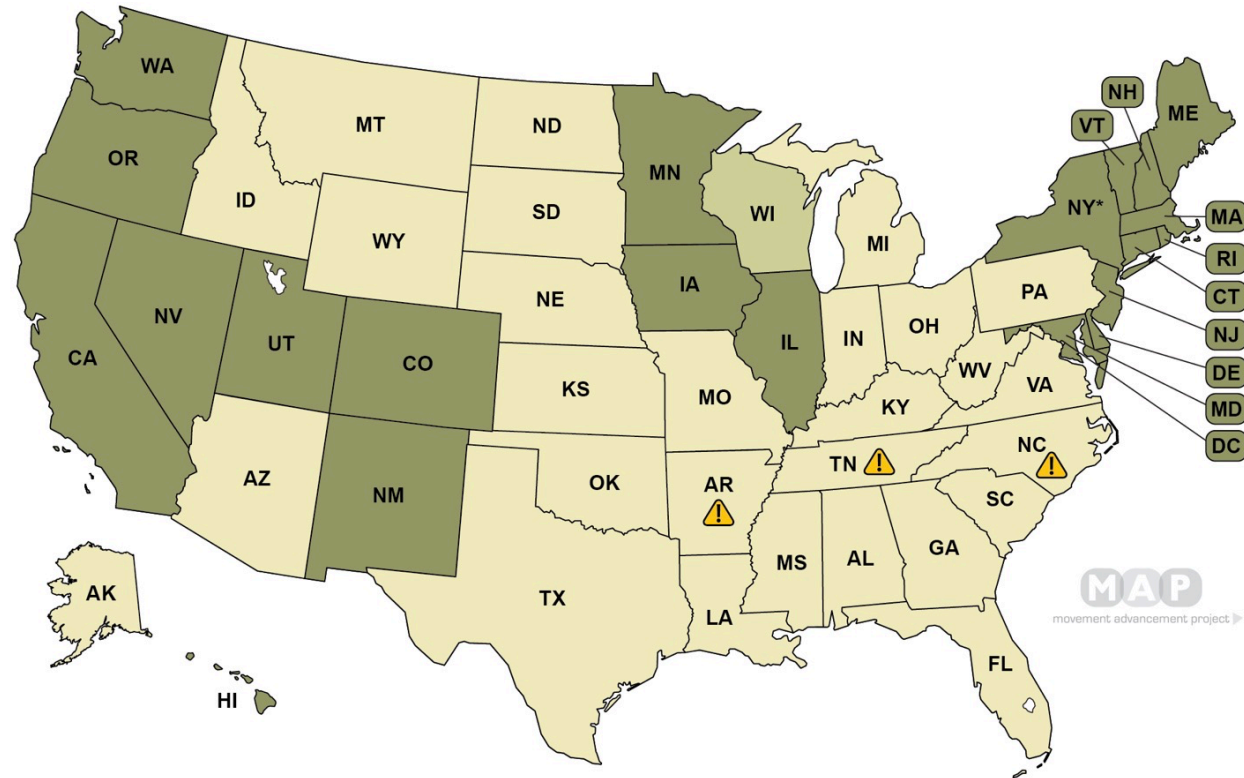 WA
MT
ND
MN
OR
ID
SD
WI
WY
MI
NE
IA
NV
UT
CO
CA
IL
IN
OH
PA
NY*
VT
NH
ME
MA
RI
CT
NJ
DE
MD
DC
KS
MO
WV
VA
KY
AZ
NM
OK
AR
TN
NC
SC
MS
AL
GA
TX
LA
FL
AK
HI
MAP
movement advancement project